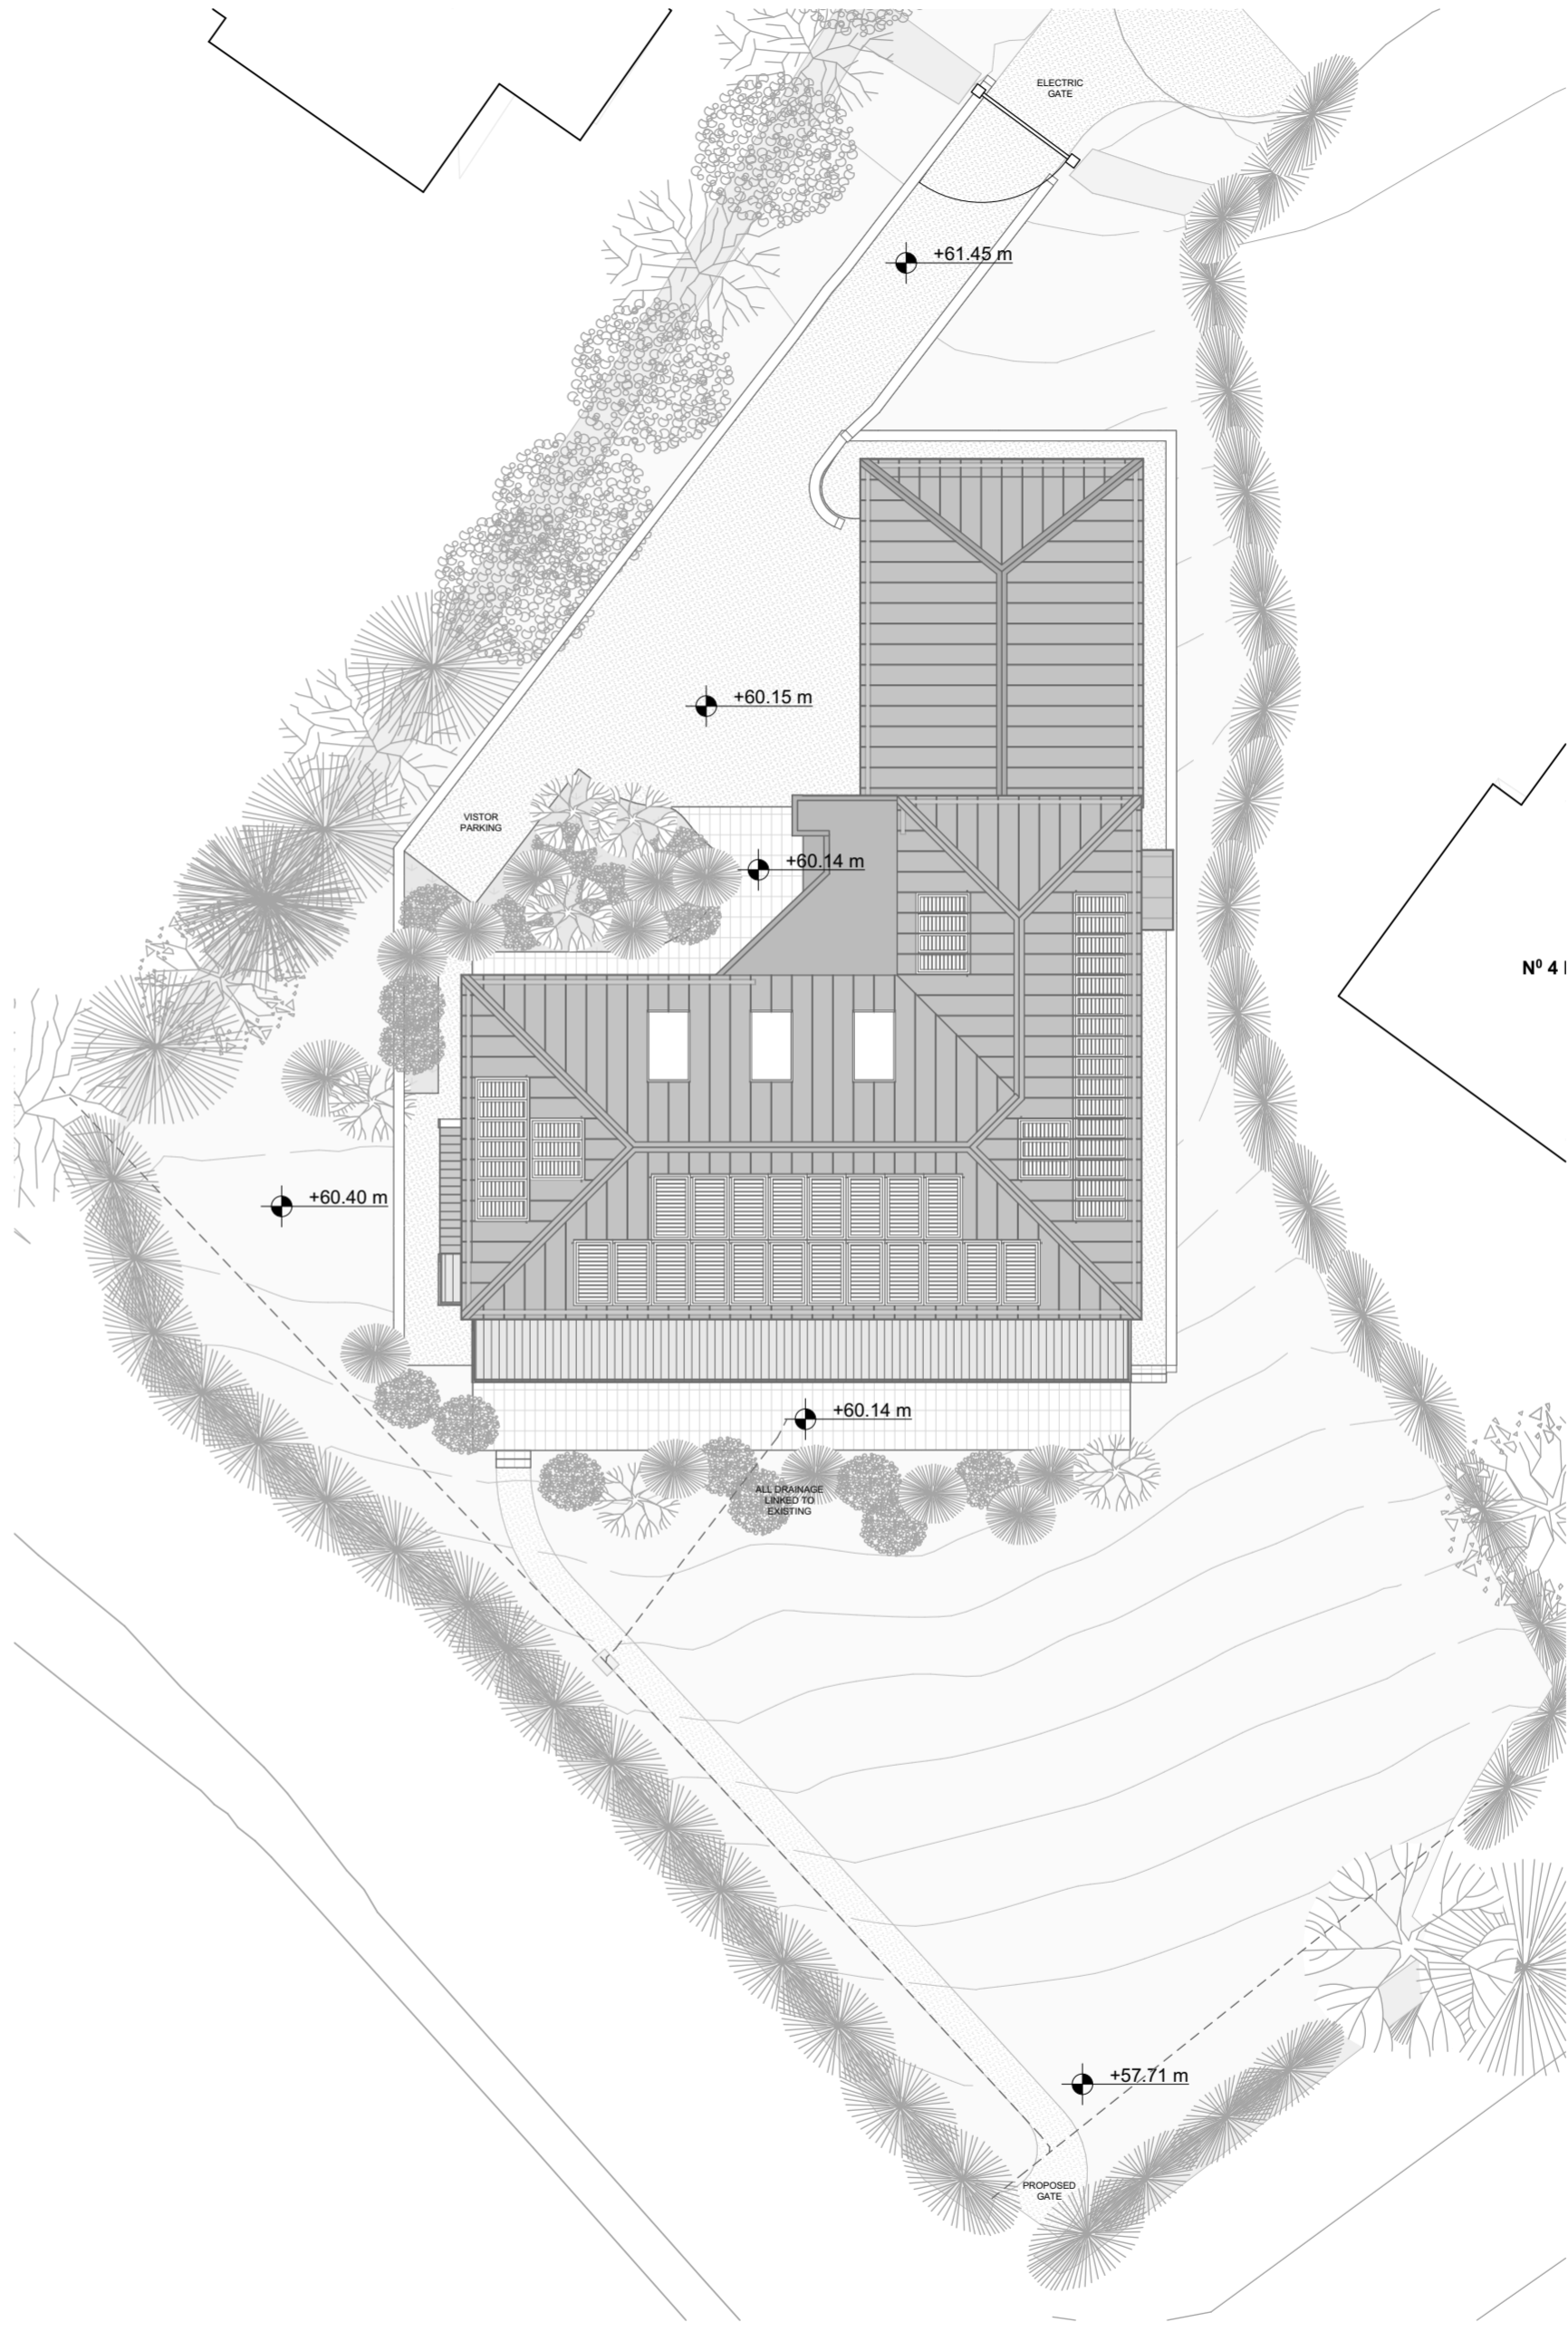 ELECTRIC
GATE
+61.45 m
+60.15 m
VISTOR
PARKING
+60.14 m
Nº 4
+60.40 m
+60.14 m
ALL DRAINAGE
LINKED TO
EXISTING
+57.71 m
PROPOSED
GATE